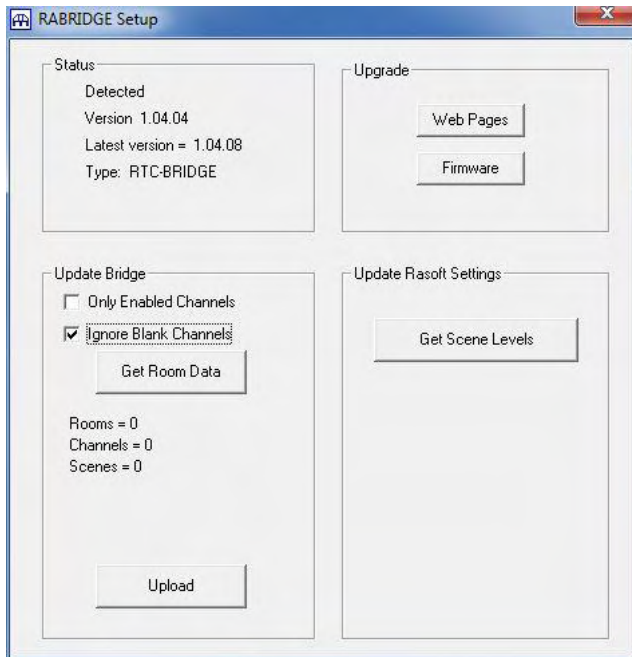 RABRIDGE Setup
Status
Detected
Version 1.04.04
Latest version = 1.04.08
Type: RTC-BRIDGE
Upgrade
Web Pages
Firmware
Update Bridge
Only Enabled Channels
Ignore Blank Channels
Get Room Data
Rooms = 0
Channels = 0
Scenes = 0
Upload
Update Rasoft Settings
Get Scene Levels